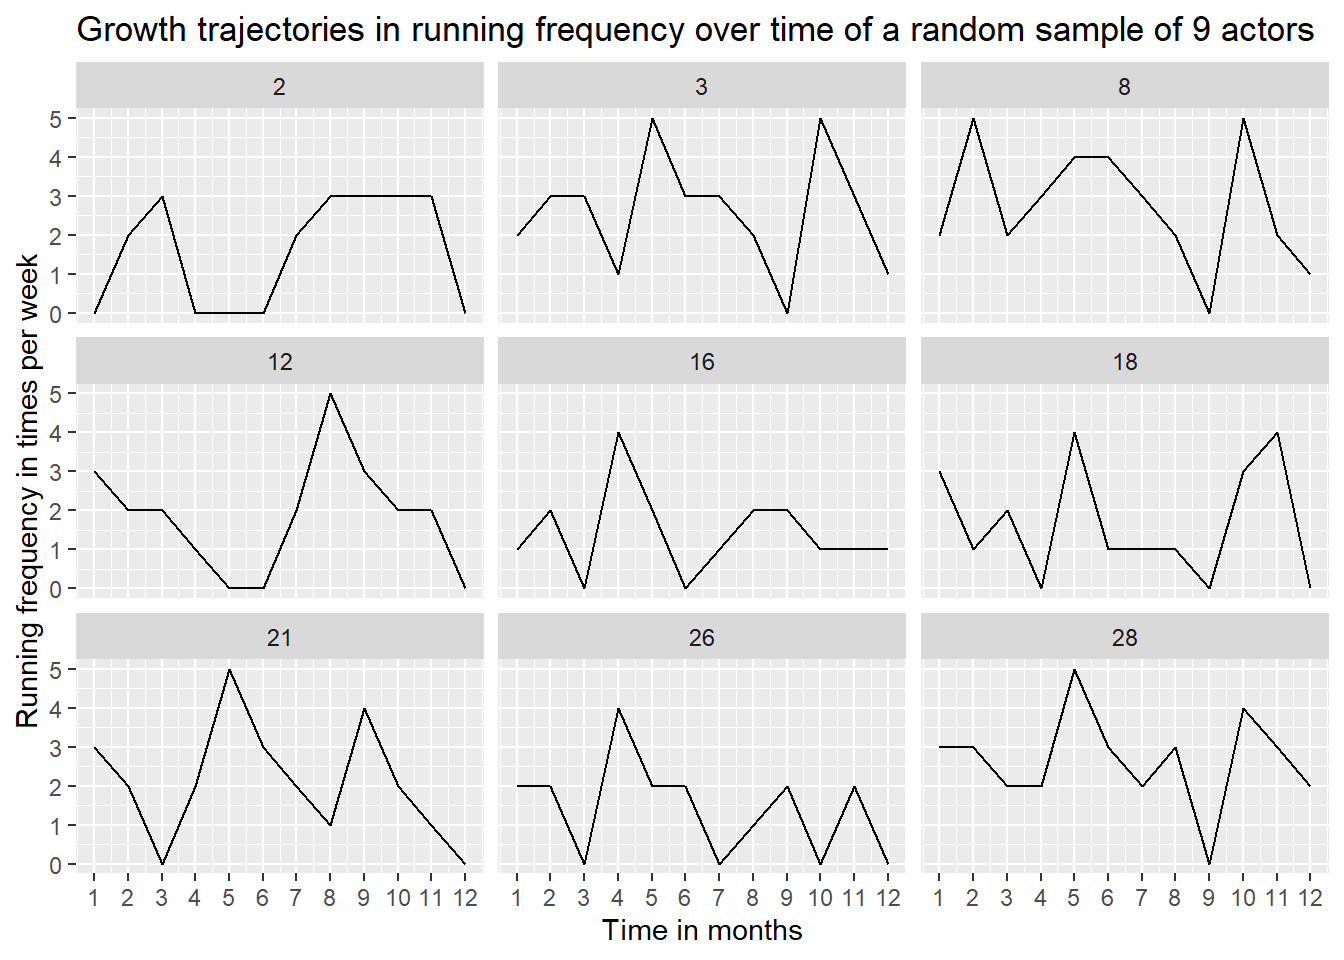 Growth trajectories in running frequency over time of a random sample of 9 actors
2 3 8
5
4
3
2
1
0
12 16 18
5
4
3
2
1
0
21 26 28
5
4
3
2
1
0
Running frequency in times per week
1 2 3 4 5 6 7 8 9 10 11 12 1 2 3 4 5 6 7 8 9 10 11 12 1 2 3 4 5 6 7 8 9 10 11 12
Time in months